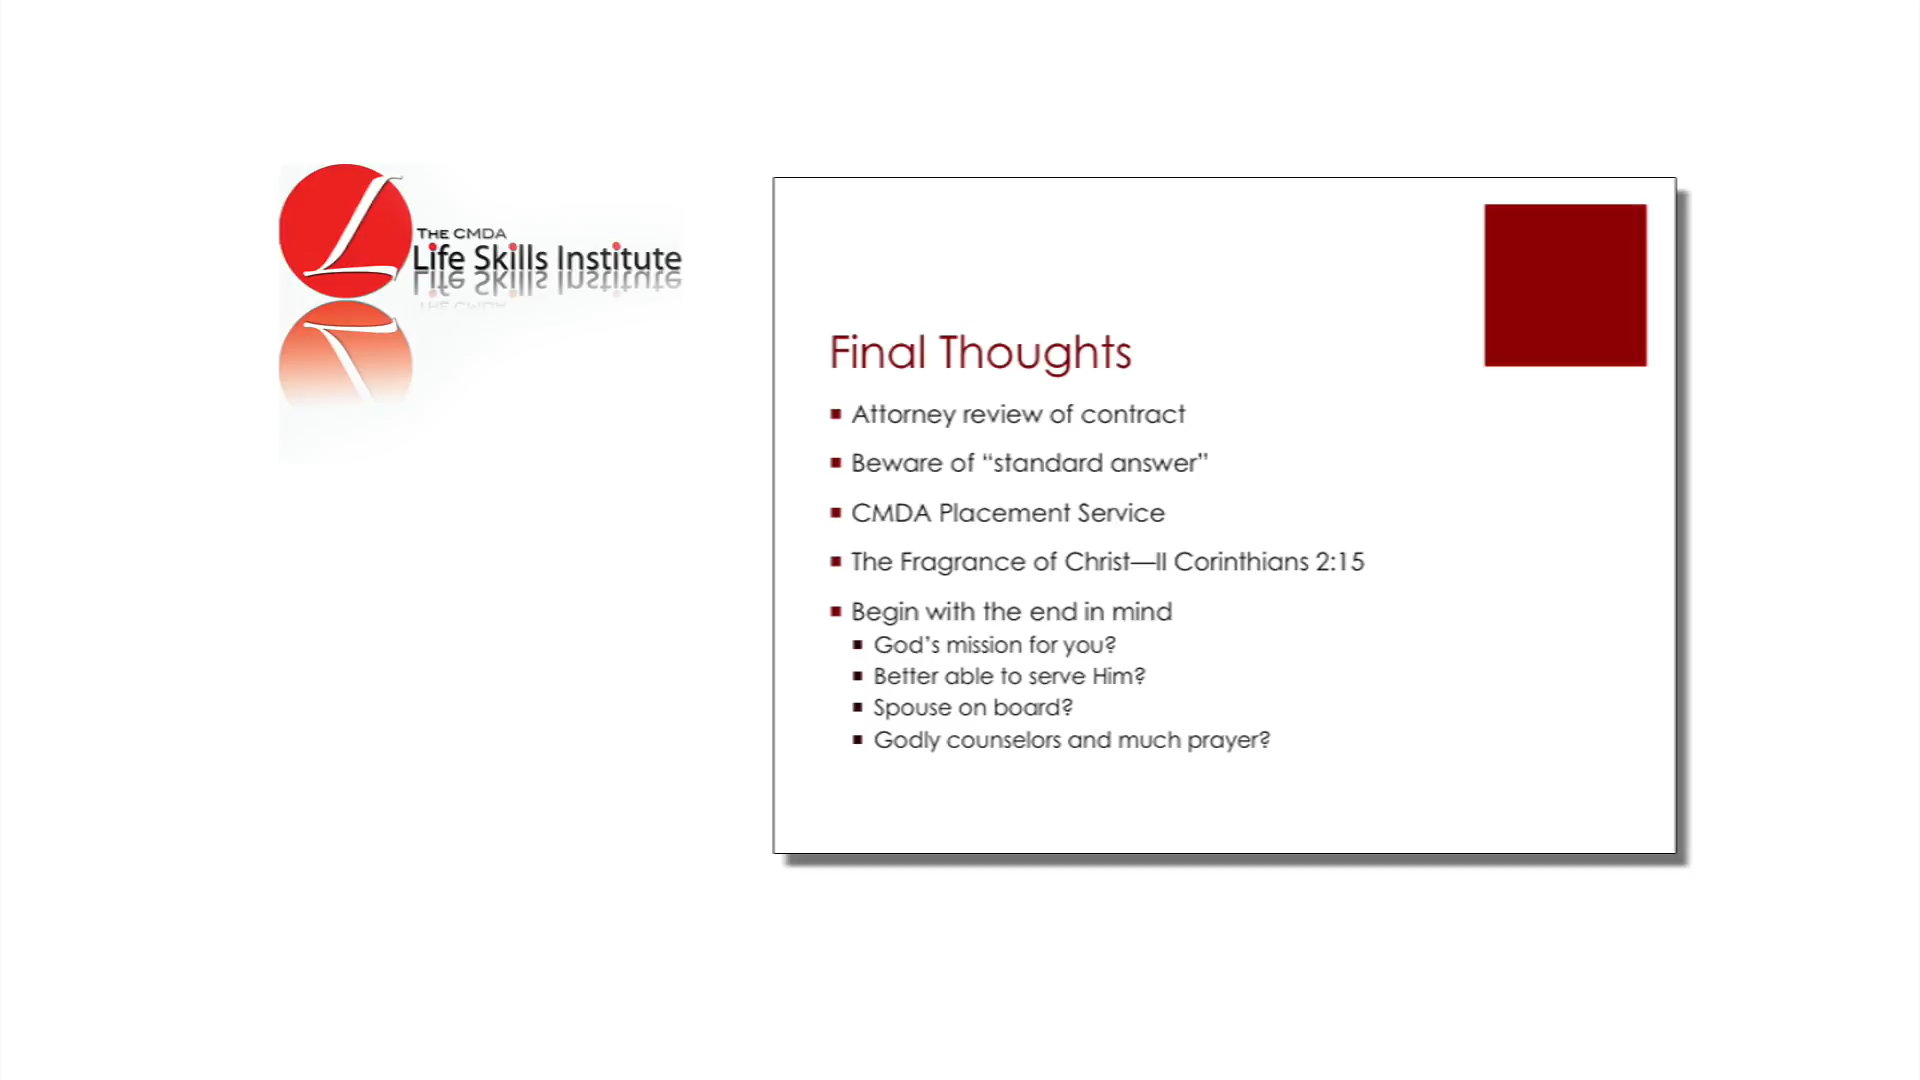 THE CMDA
Life Skills Institute
Final Thoughts
▪ Attorney review of contract
▪ Beware of “standard answer”
▪ CMDA Placement Service
▪ The Fragrance of Christ—II Corinthians 2:15
▪ Begin with the end in mind
▪ God’s mission for you?
▪ Better able to serve Him?
▪ Spouse on board?
▪ Godly counselors and much prayer?